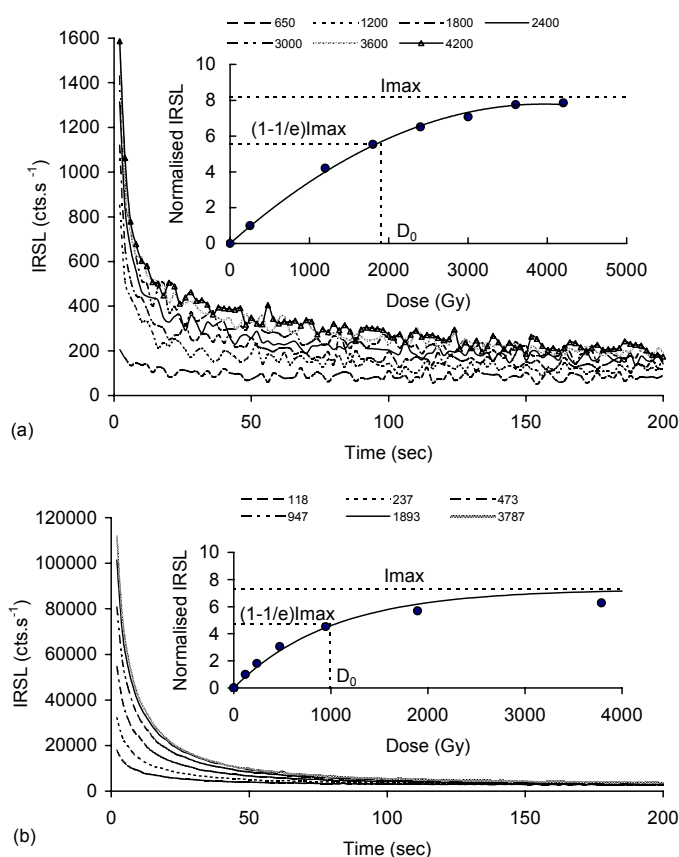 650 1200 1800 2400
3000 3600 4200
1600
1400
1200
1000
800
600
400
200
0
IRSL (cts.s -1)
10
8
6
4
2
0
Normalised IRSL
Imax
(1-1/e)Imax
D0
0 1000 2000 3000 4000 5000
Dose (Gy)
0 50 100 150 200
(a)
Time (sec)
118 237 473
947 1893 3787
120000
100000
80000
60000
40000
20000
0
IRSL (cts.s-1)
10
8
6
4
2
0
Normalised IRSL
Imax
(1-1/e)Imax
D0
0 1000 2000 3000 4000
Dose (Gy)
0 50 100 150 200
(b)
Time (sec)